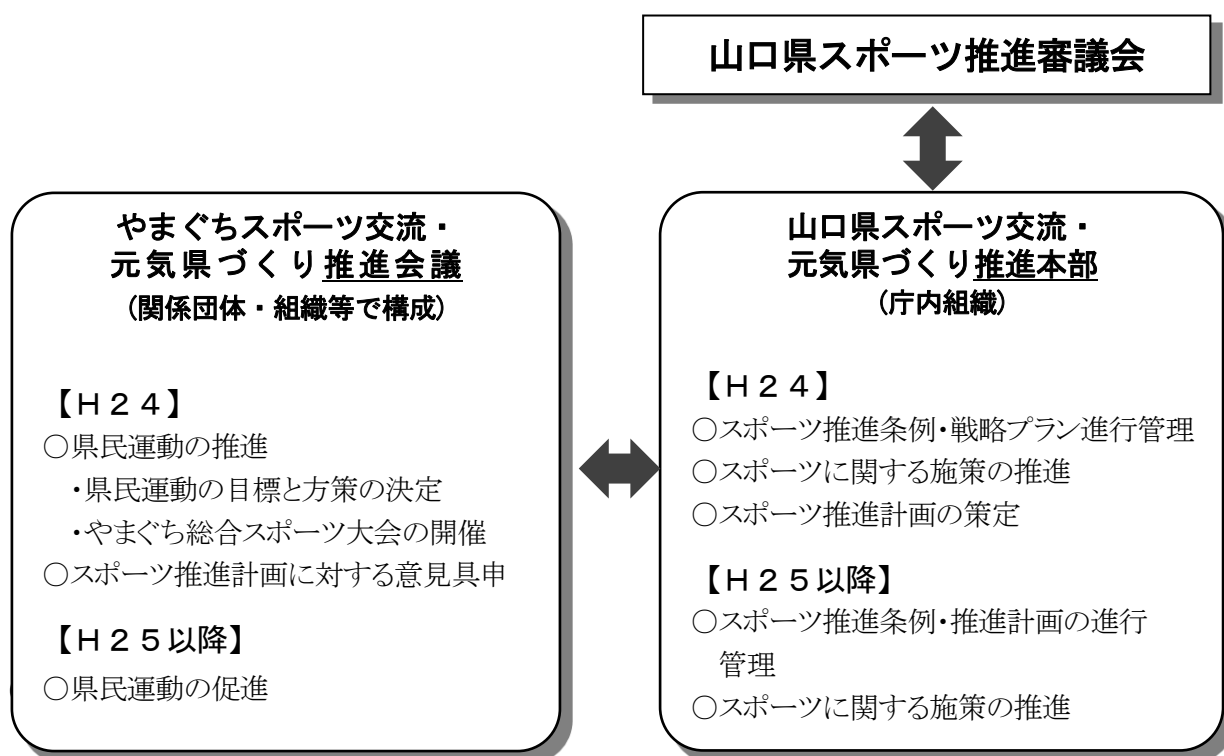 山口県スポーツ推進審議会
やまぐちスポーツ交流・
元気県づくり推進会議
(関係団体・組織等で構成)
【H24】
○県民運動の推進
・県民運動の目標と方策の決定
・やまぐち総合スポーツ大会の開催
○スポーツ推進計画に対する意見具申
【H25以降】
○県民運動の促進
山口県スポーツ交流・
元気県づくり推進本部
(庁内組織)
【H24】
○スポーツ推進条例・戦略プラン進行管理
○スポーツに関する施策の推進
○スポーツ推進計画の策定
【H25以降】
○スポーツ推進条例・推進計画の進行
管理
○スポーツに関する施策の推進